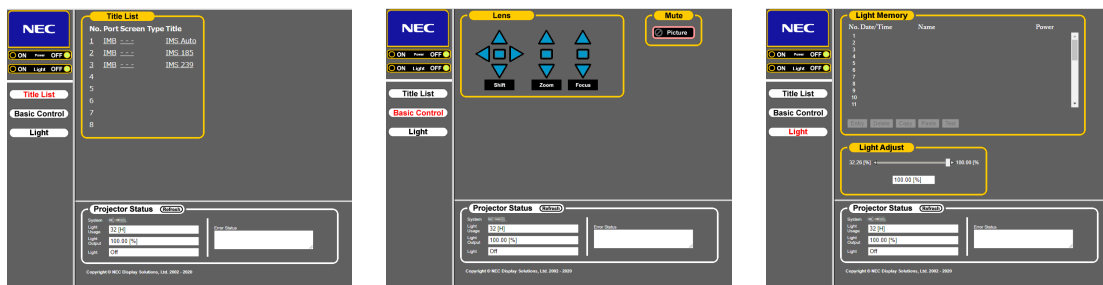 NEC
ON Power OFF
ON Light OFF
Title List
Basic Control
Light
Title List
No. Port Screen Type Title
1 IMB - - - IMS Auto
2 IMB - - - IMS 185
3 IMB - - - IMS 239
4
5
6
7
8
Projector Status Refresh
System
Light Usage 32 [H]
Light Output 100.00 [%]
Light Off
Error Status
Copyright © NEC Display Solutions, Ltd. 2002 - 2020
NEC
ON Power OFF
ON Light OFF
Title List
Basic Control
Light
Lens
Shift Zoom Focus
Mute
Picture
Projector Status Refresh
System
Light Usage 32 [H]
Light Output 100.00 [%]
Light Off
Error Status
Copyright © NEC Display Solutions, Ltd. 2002 - 2020
NEC
ON Power OFF
ON Light OFF
Title List
Basic Control
Light
Light Memory
No. Date/Time Name Power
1
2
3
4
5
6
7
8
9
10
11
Entry Delete Copy Paste Test
Light Adjust
32.26 [%] 100.00 [%
100.00 [%]
Projector Status Refresh
System
Light Usage 32 [H]
Light Output 100.00 [%]
Light Off
Error Status
Copyright © NEC Display Solutions, Ltd. 2002 - 2020